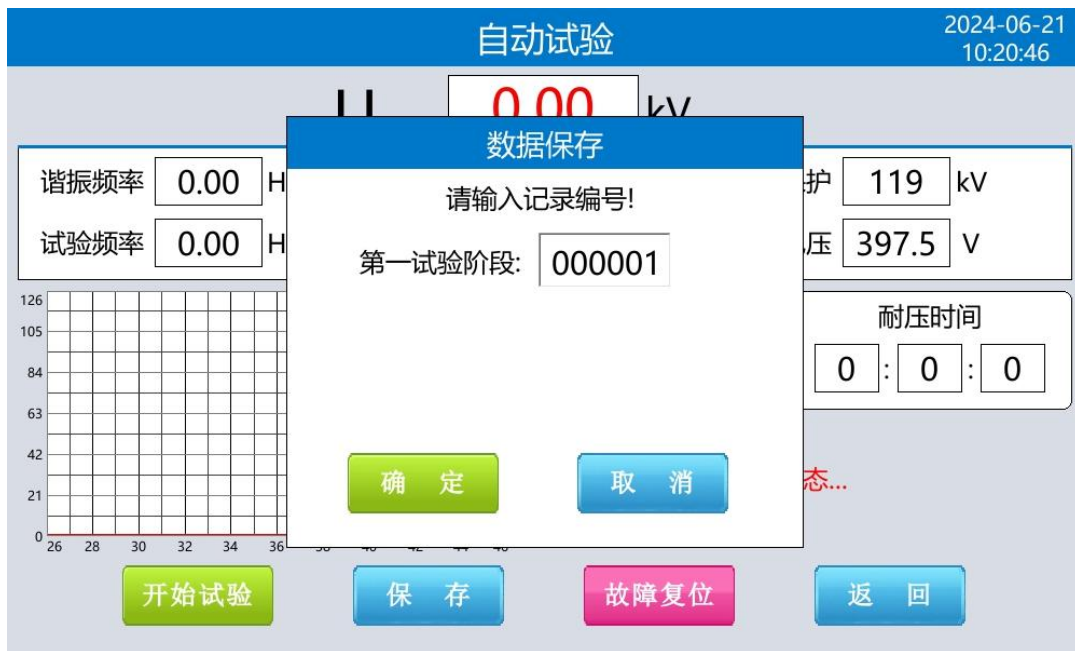 自动试验
2024-06-21
10:20:46
0.00 kV
数据保存
请输入记录编号!
第一试验阶段: 000001
确 定 取 消
谐振频率 0.00 H
试验频率 0.00 H
护 119 kV
压 397.5 V
耐压时间
0 : 0 : 0
态...
126
105
84
63
42
21
0
26 28 30 32 34 36
开始试验 保 存 故障复位 返 回